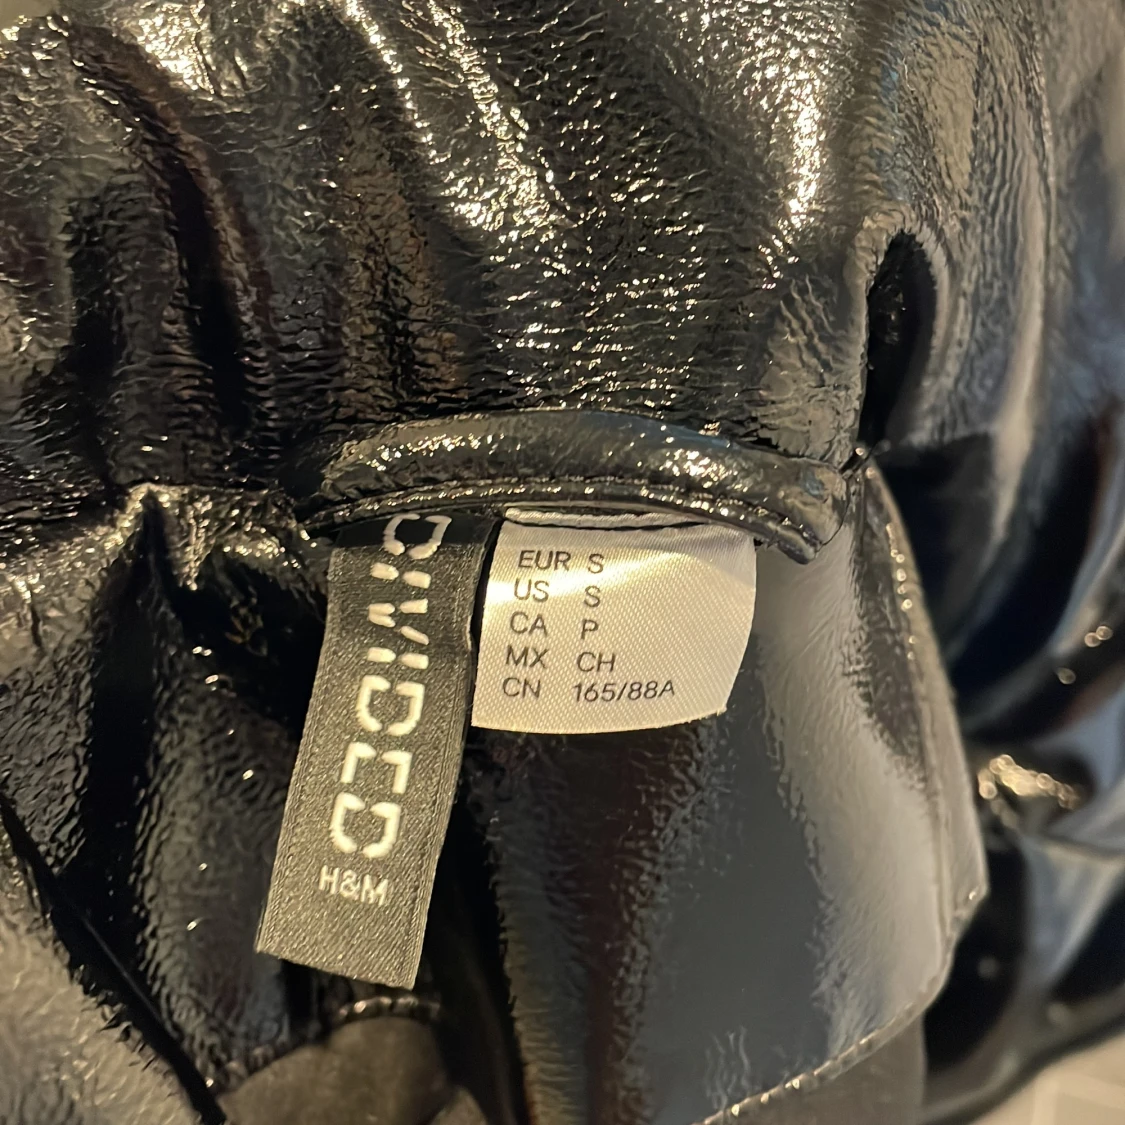 DIVIDED
H&M
EUR S
US S
CA P
MX CH
CN 165/88A